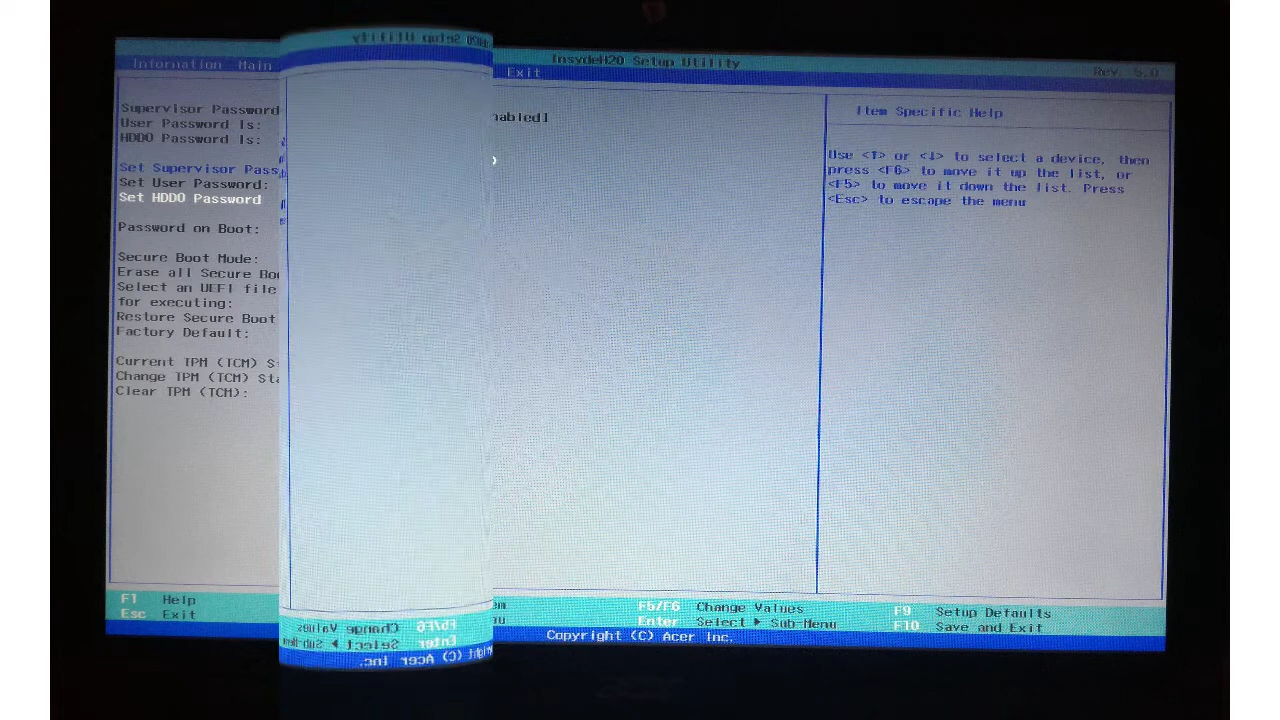 InsydeH20 Setup Utility
Rev. 5.0
Information Main
Exit
Supervisor Password
User Password Is:
HDD0 Password Is:
Set Supervisor Pass
Set User Password:
Set HDD0 Password
Password on Boot:
Secure Boot Mode:
Erase all Secure Boo
Select an UEFI file
for executing:
Restore Secure Boot
Factory Default:
Current TPM (TCM) St
Change TPM (TCM) Sta
Clear TPM (TCM):
nabled]
Item Specific Help
Use <↑> or <↓> to select a device, then
press <F6> to move it up the list, or
<F5> to move it down the list. Press
<Esc> to escape the menu
F1 Help
Esc Exit
F5/F6 Change Values
Enter Select ▸ Sub-Menu
F9 Setup Defaults
F10 Save and Exit
Copyright (C) Acer Inc.